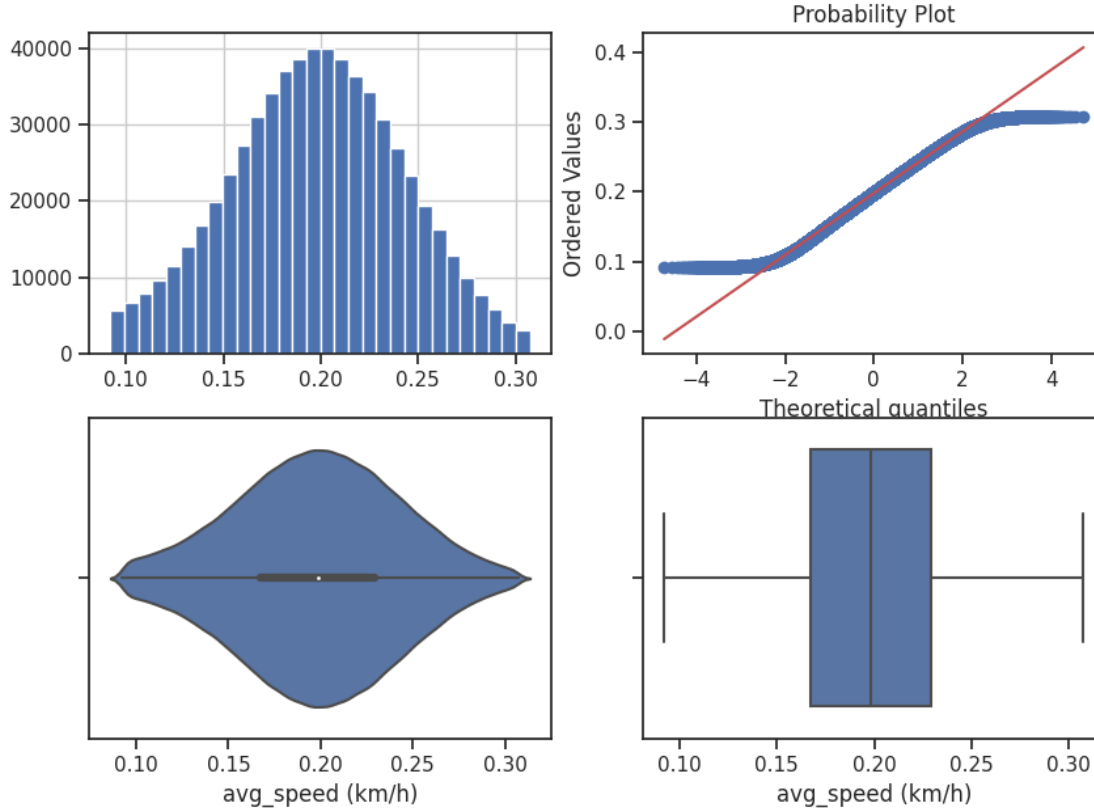 Probability Plot
40000
30000
20000
10000
0
0.10 0.15 0.20 0.25 0.30
Ordered Values
0.4
0.3
0.2
0.1
0.0
−4 −2 0 2 4
Theoretical quantiles
0.10 0.15 0.20 0.25 0.30
avg_speed (km/h)
0.10 0.15 0.20 0.25 0.30
avg_speed (km/h)